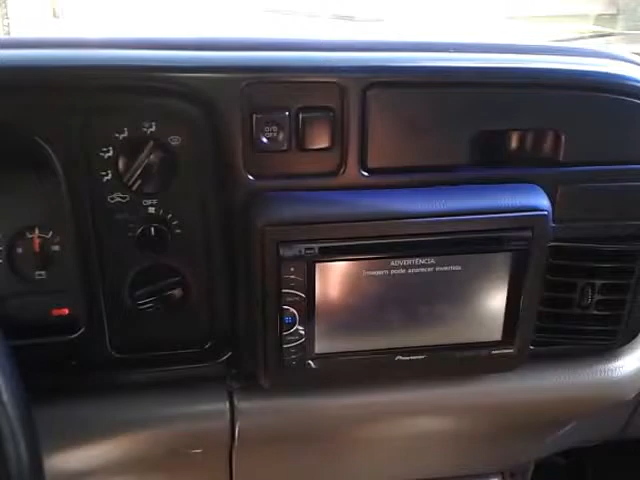 O/D
OFF
OFF
ADVERTÊNCIA:
Imagem pode aparecer invertida.
Pioneer